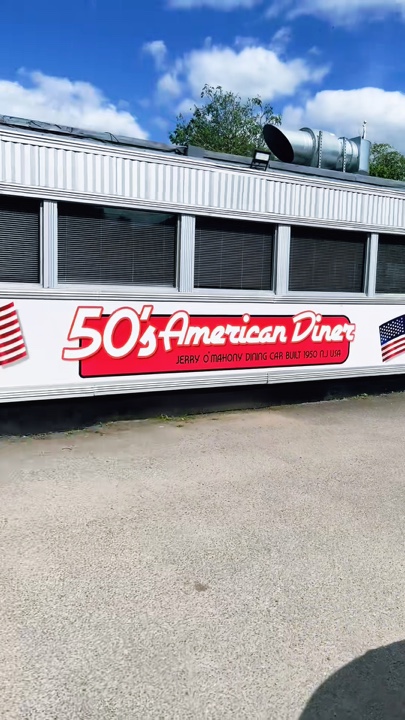 50's American Diner
JERRY O'MAHONY DINING CAR BUILT 1950 NJ USA